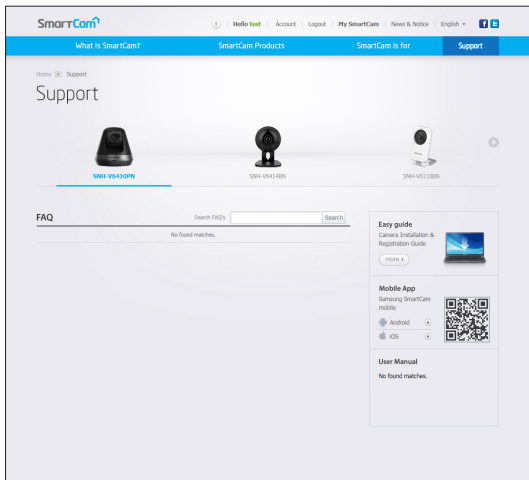 SmartCam
Hello test | Account | Logout | My SmartCam | News & Notice | English
What is SmartCam? SmartCam Products SmartCam is for Support
Home Support
Support
SNH-V6410PN SNH-V6414BN SNH-V6110BN
FAQ Search FAQ's Search
No found matches.
Easy guide
Camera Installation &
Registration Guide
more
Mobile App
Samsung SmartCam
mobile
Android
iOS
User Manual
No found matches.